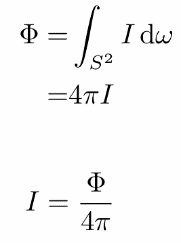 Φ = ∫_{S²} I dω
=4πI
I = Φ/4π